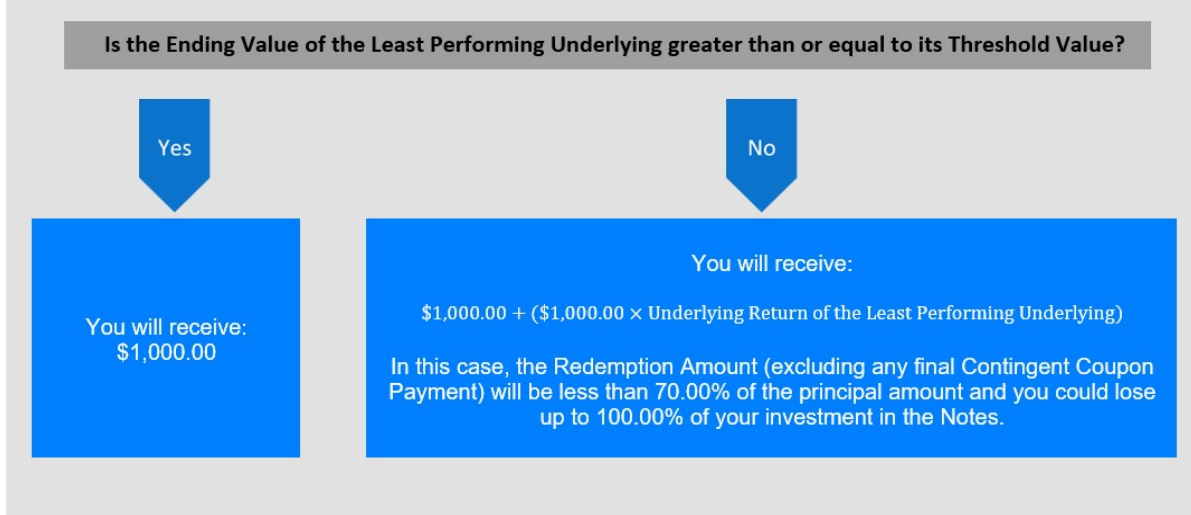 Is the Ending Value of the Least Performing Underlying greater than or equal to its Threshold Value?
Yes
No
You will receive:
$1,000.00
You will receive:
$1,000.00 + ($1,000.00 × Underlying Return of the Least Performing Underlying)
In this case, the Redemption Amount (excluding any final Contingent Coupon
Payment) will be less than 70.00% of the principal amount and you could lose
up to 100.00% of your investment in the Notes.